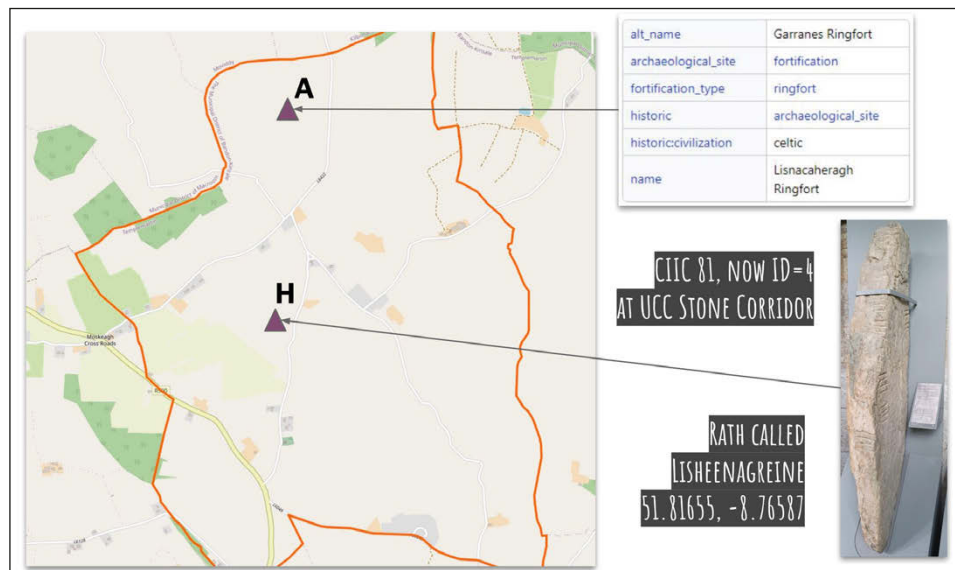 A
H
Moskeagh
Cross Roads
alt_name Garranes Ringfort
archaeological_site fortification
fortification_type ringfort
historic archaeological_site
historic:civilization celtic
name Lisnacaheragh
Ringfort
CIIC 81, NOW ID=4
AT UCC STONE CORRIDOR
RATH CALLED
LISHEENAGREINE
51.81655, -8.76587